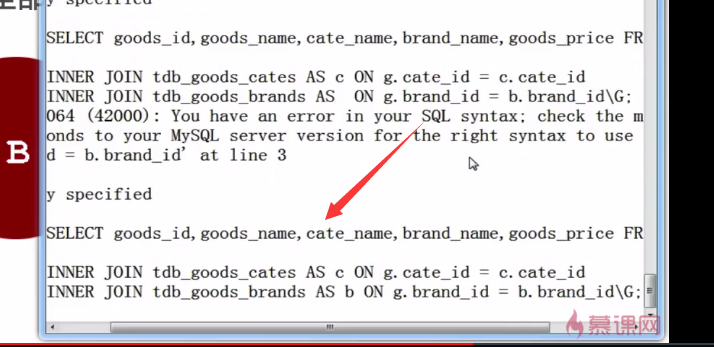 y specified
SELECT goods_id,goods_name,cate_name,brand_name,goods_price FR
INNER JOIN tdb_goods_cates AS c ON g.cate_id = c.cate_id
INNER JOIN tdb_goods_brands AS  ON g.brand_id = b.brand_id\G;
064 (42000): You have an error in your SQL syntax; check the m
onds to your MySQL server version for the right syntax to use
d = b.brand_id' at line 3
B
y specified
SELECT goods_id,goods_name,cate_name,brand_name,goods_price FR
INNER JOIN tdb_goods_cates AS c ON g.cate_id = c.cate_id
INNER JOIN tdb_goods_brands AS b ON g.brand_id = b.brand_id\G;
慕课网